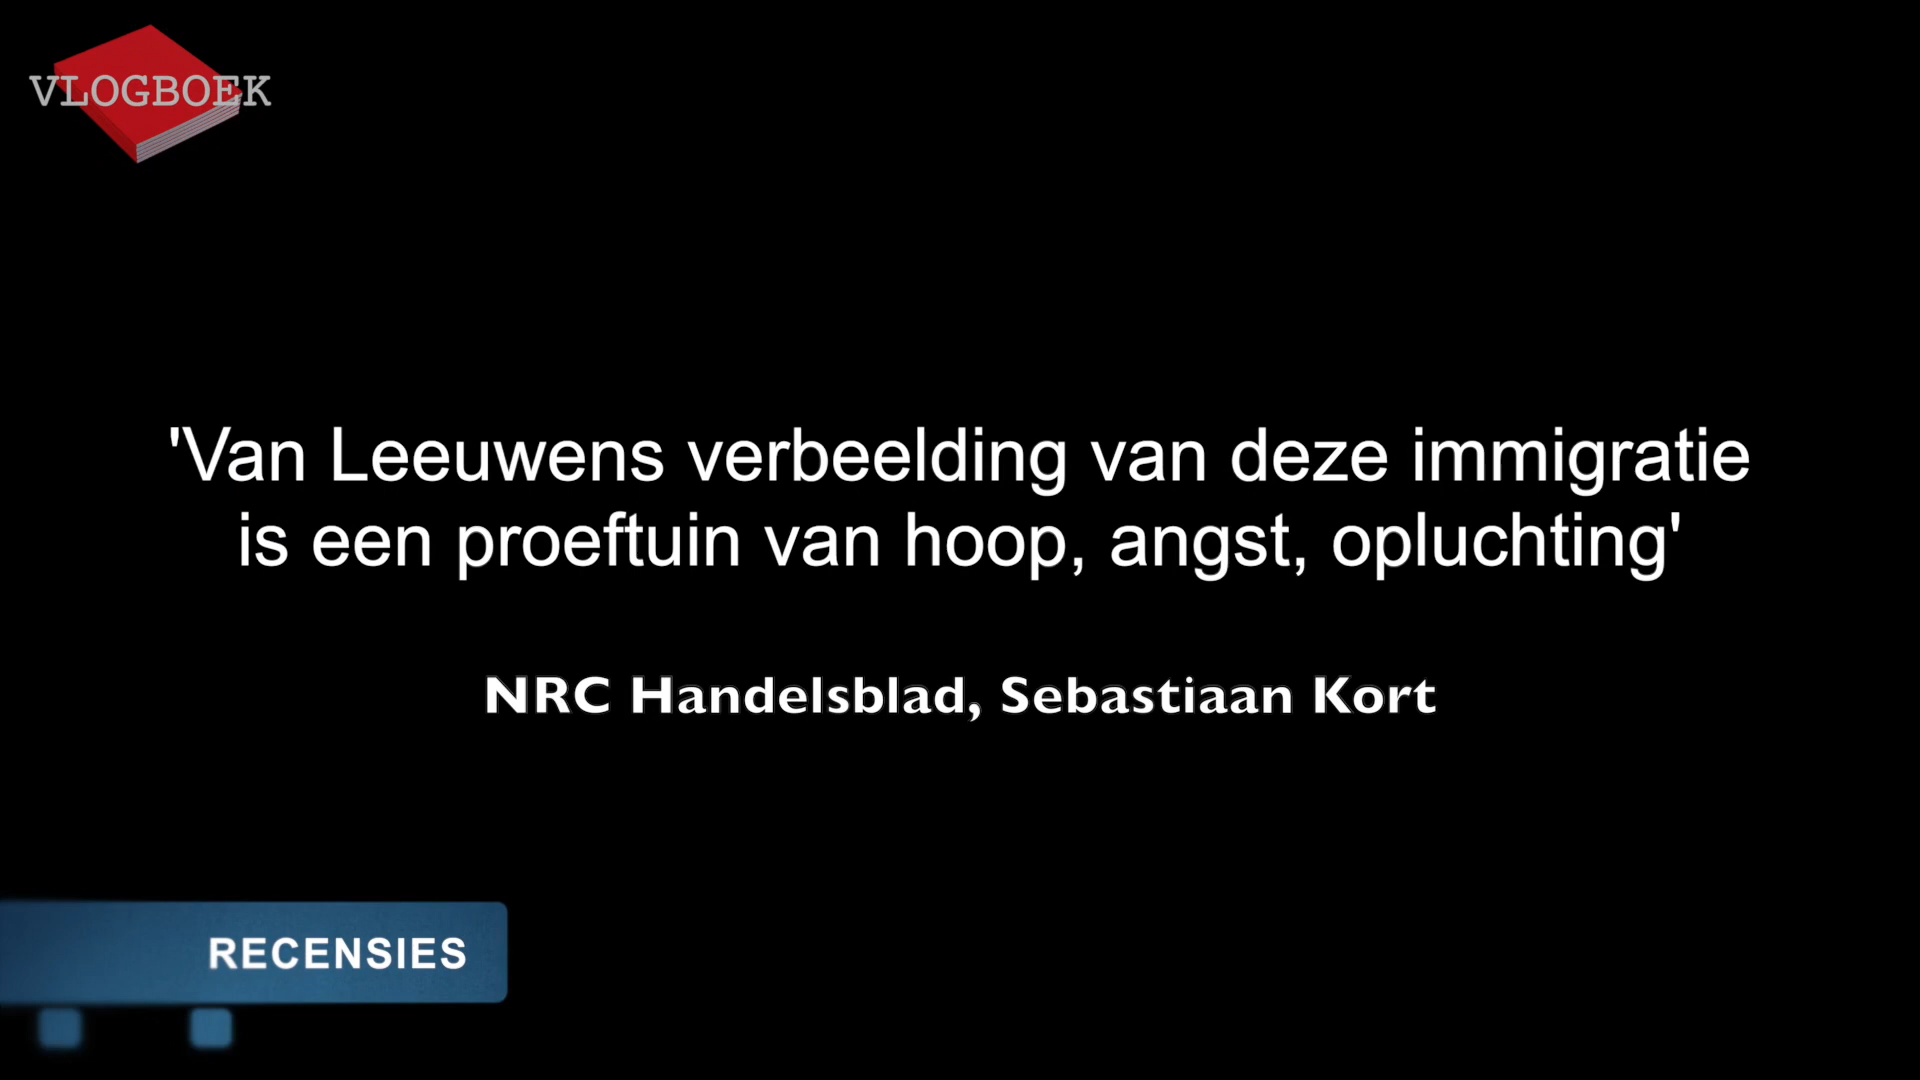 VLOGBOEK
'Van Leeuwens verbeelding van deze immigratie
is een proeftuin van hoop, angst, opluchting'
NRC Handelsblad, Sebastiaan Kort
RECENSIES